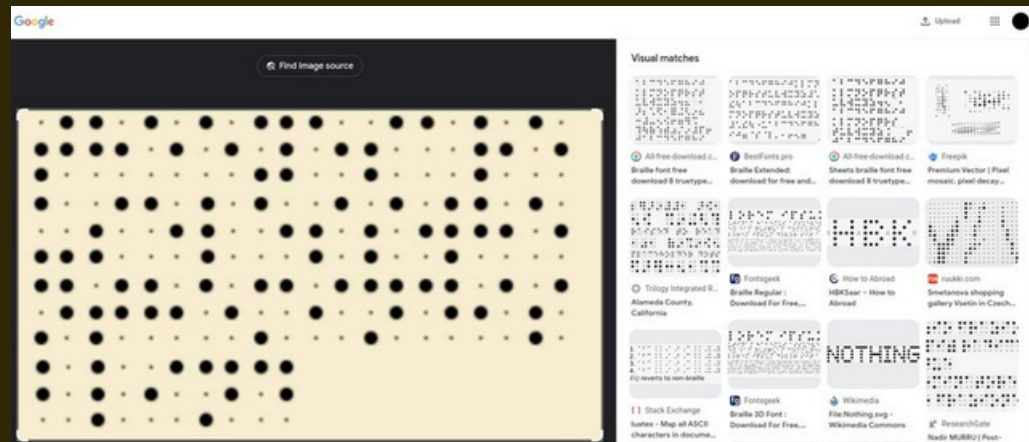 Google
Upload
Find image source
Visual matches
⠞⠓⠑⠑⠽⠑⠎⠁⠗⠑
⠥⠎⠑⠇⠑⠎⠎⠺⠓⠑
⠝⠞⠓⠑⠍⠊⠝⠙⠊⠎
⠃⠇⠊⠝⠙
All-free-download.c...
Braille font free
download 8 truetype...
BestFonts.pro
Braille Extended:
download for free and...
All-free-download.c...
Sheets braille font free
download 8 truetype...
Freepik
Premium Vector | Pixel
mosaic. pixel decay...
HBK
Trilogy Integrated R...
Alameda County,
California
Fontsgeek
Braille Regular :
Download For Free,...
How to Abroad
HBKSaar – How to
Abroad
ruukki.com
Smetanova shopping
gallery Vsetin in Czech...
reverts to non-braille
NOTHING
Stack Exchange
luatex - Map all ASCII
characters in docume...
Fontsgeek
Braille 3D Font :
Download For Free,...
Wikimedia
File:Nothing.svg -
Wikimedia Commons
ResearchGate
Nadir MURRU | Post-